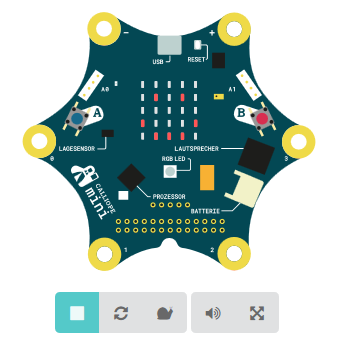 − +
USB RESET
A0 A1
A B
LAGESENSOR LAUTSPRECHER
0 3
RGB LED
CALLIOPE
mini
PROZESSOR
BATTERIE
1 2